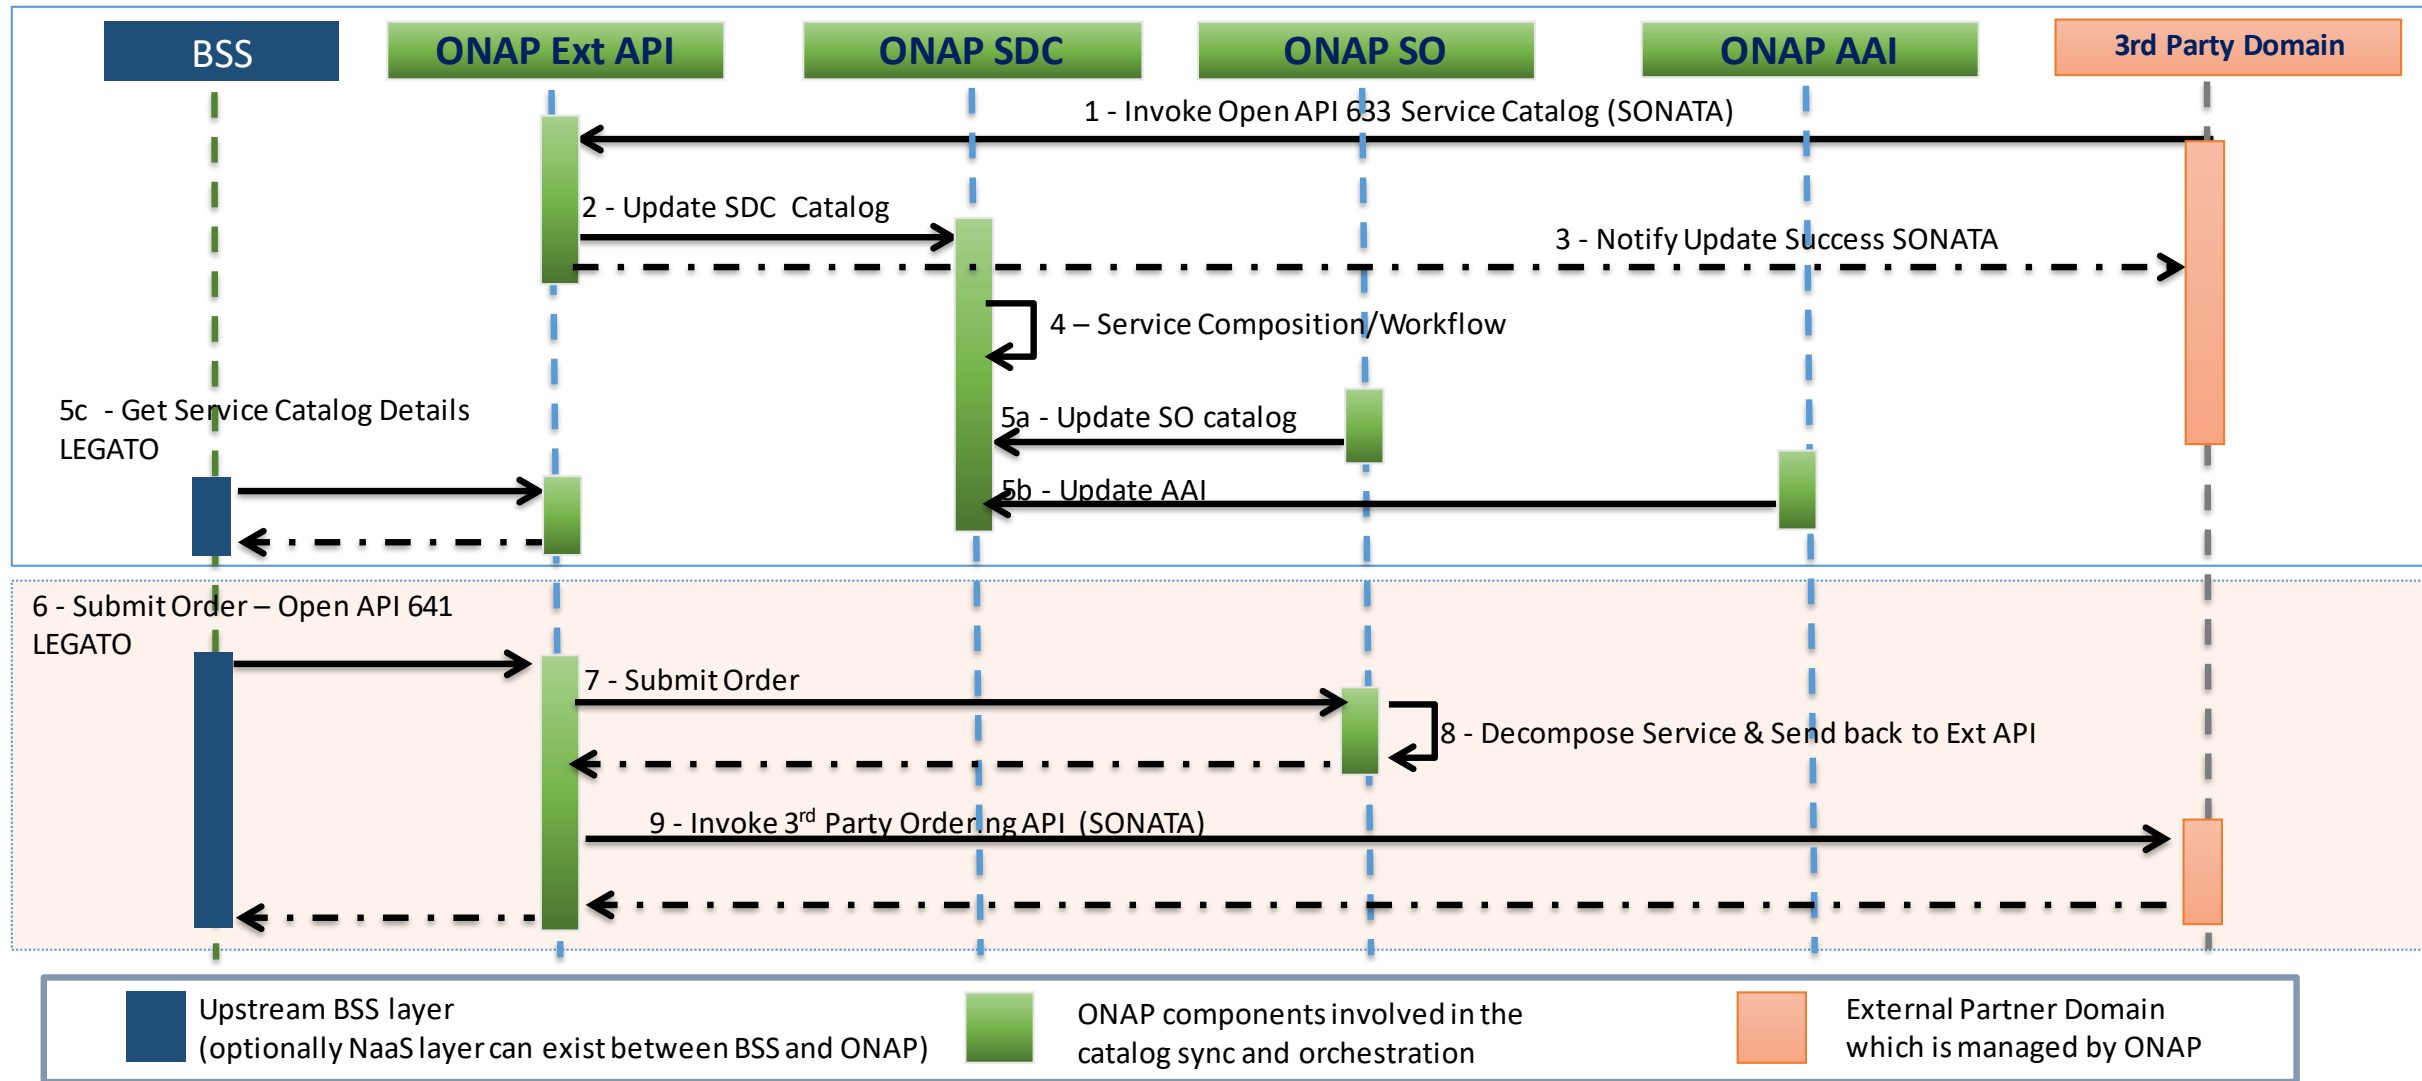 BSS
ONAP Ext API
ONAP SDC
ONAP SO
ONAP AAI
3rd Party Domain
1 - Invoke Open API 633 Service Catalog (SONATA)
2 - Update SDC Catalog
3 - Notify Update Success SONATA
4 – Service Composition/Workflow
5c - Get Service Catalog Details
LEGATO
5a - Update SO catalog
5b - Update AAI
6 - Submit Order – Open API 641
LEGATO
7 - Submit Order
8 - Decompose Service & Send back to Ext API
9 - Invoke 3rd Party Ordering API (SONATA)
Upstream BSS layer
(optionally NaaS layer can exist between BSS and ONAP)
ONAP components involved in the
catalog sync and orchestration
External Partner Domain
which is managed by ONAP